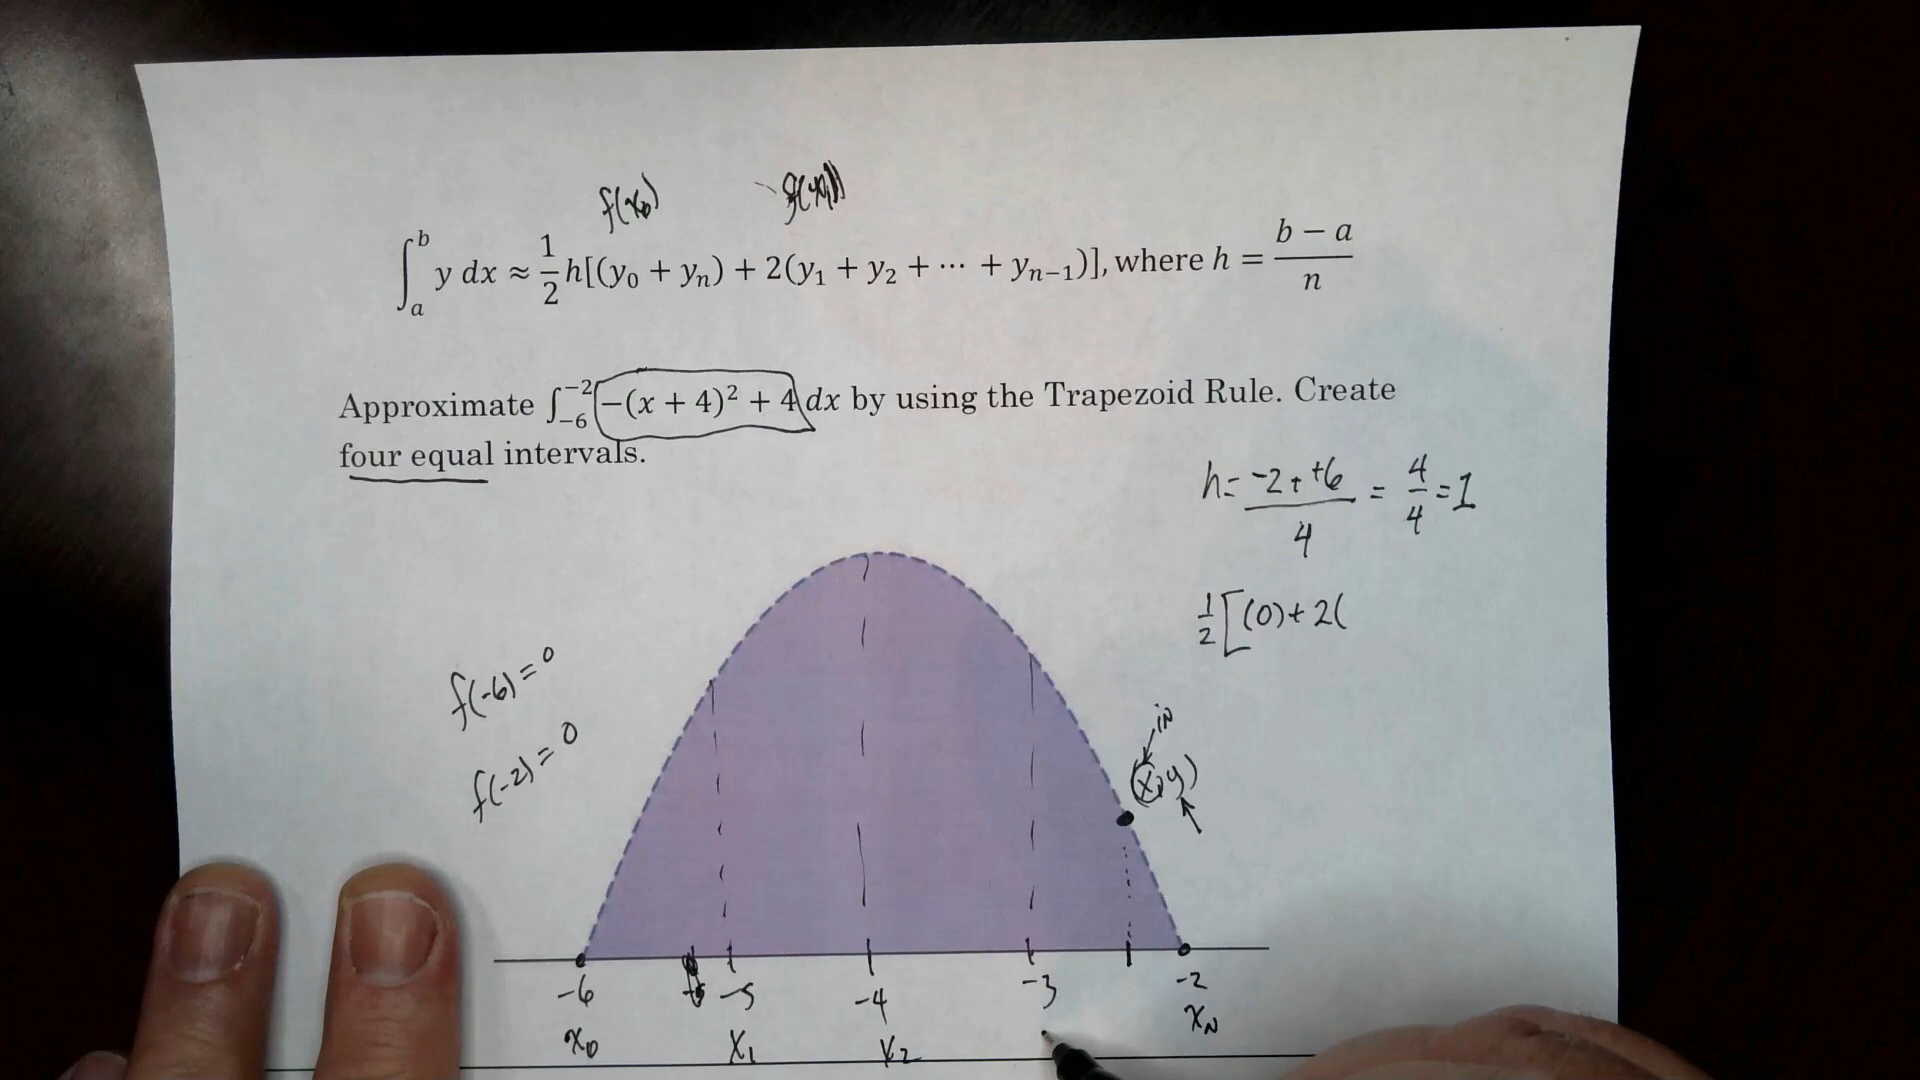 f(x₀)
∫ₐᵇ y dx ≈ 1/2 h[(y₀ + yₙ) + 2(y₁ + y₂ + ⋯ + yₙ₋₁)], where h = (b − a)/n
Approximate ∫₋₆⁻² −(x + 4)² + 4 dx by using the Trapezoid Rule. Create
four equal intervals.
h = (-2 + +6)/4 = 4/4 = 1
1/2 [(0) + 2(
f(-6) = 0
f(-2) = 0
in
(x, y)
-6 -5 -4 -3 -2
x₀ x₁ x₂ xₙ